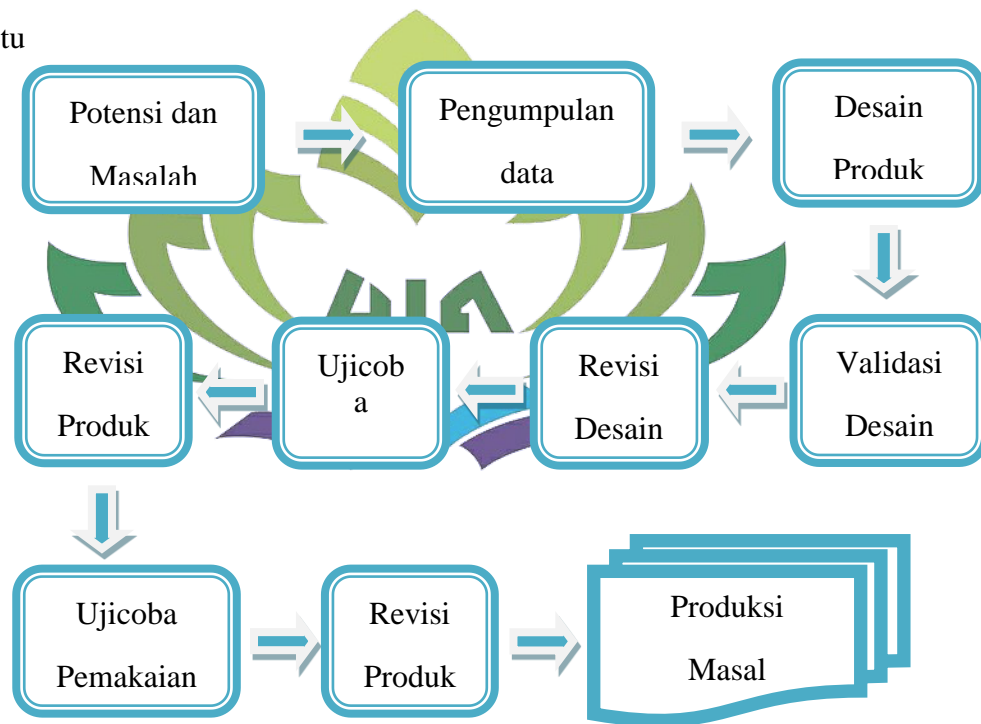 tu
Potensi dan
Masalah
Pengumpulan
data
Desain
Produk
Validasi
Desain
Revisi
Desain
Ujicob
a
Revisi
Produk
Ujicoba
Pemakaian
Revisi
Produk
Produksi
Masal